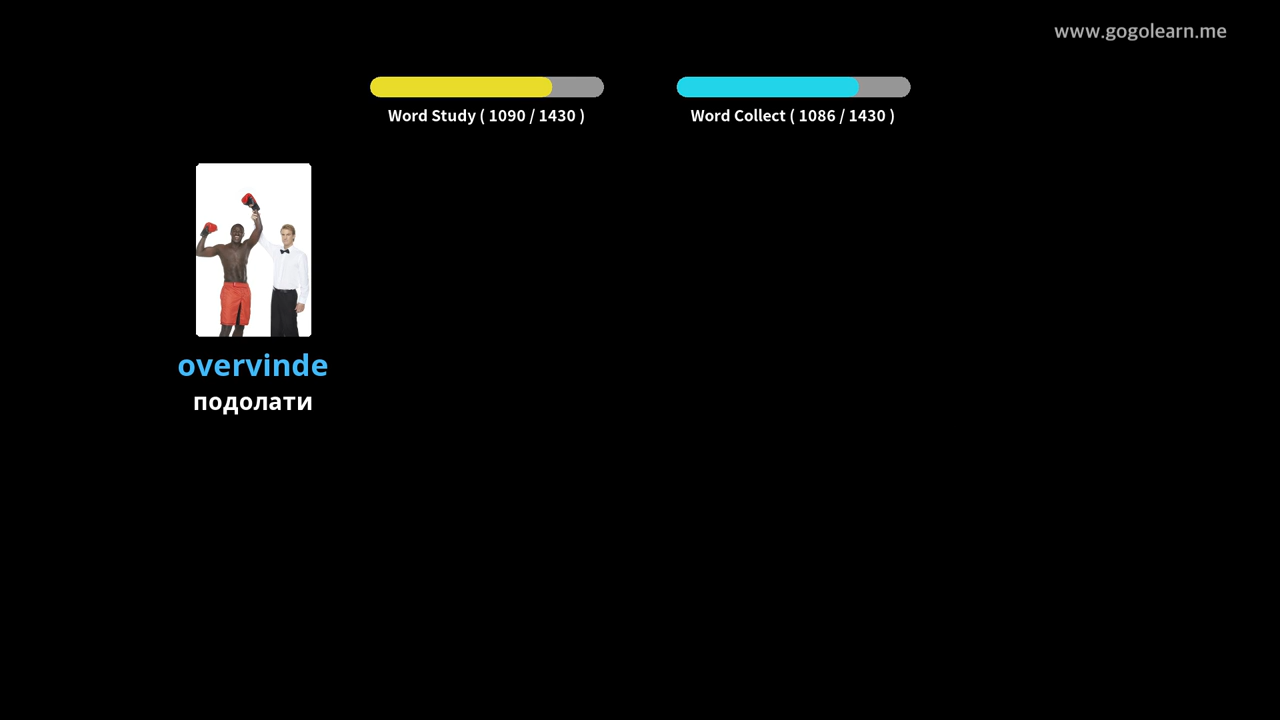 www.gogolearn.me
Word Study ( 1090 / 1430 )
Word Collect ( 1086 / 1430 )
overvinde
подолати